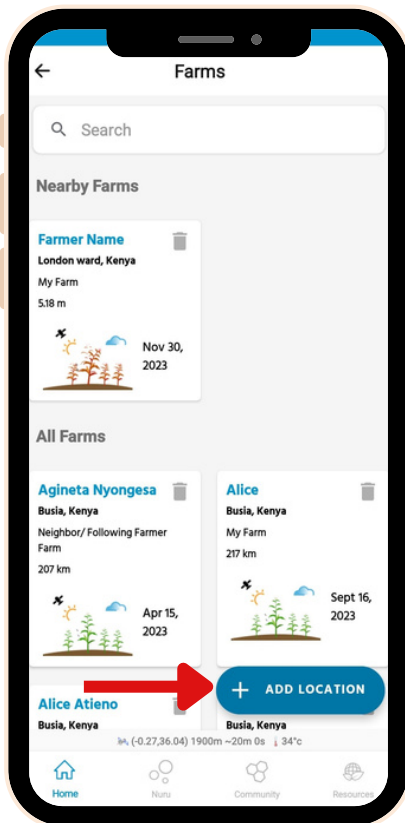 Farms
Search
Nearby Farms
Farmer Name
London ward, Kenya
My Farm
5.18 m
Nov 30,
2023
All Farms
Agineta Nyongesa
Busia, Kenya
Neighbor/ Following Farmer
Farm
207 km
Apr 15,
2023
Alice
Busia, Kenya
My Farm
217 km
Sept 16,
2023
+ ADD LOCATION
Alice Atieno
Busia, Kenya
Busia, Kenya
(-0.27,36.04) 1900m ~20m 0s 34°c
Home
Nuru
Community
Resources